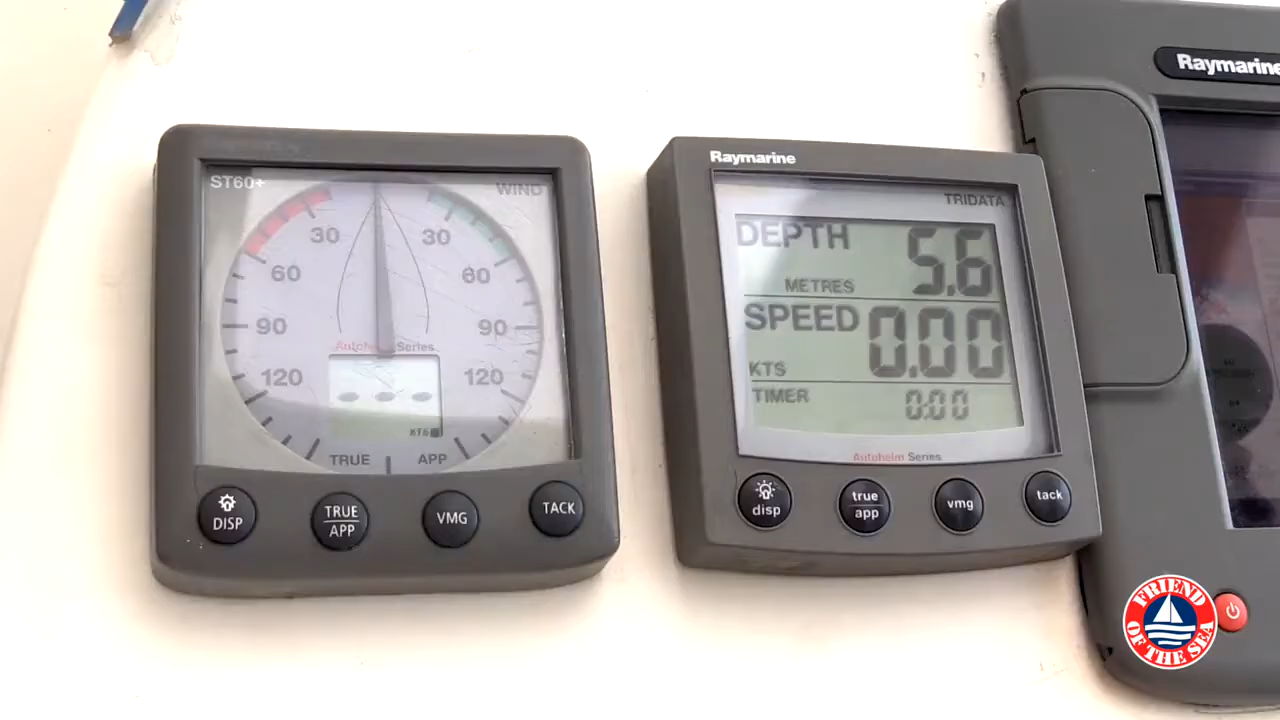 ST60+
WIND
30 30
60 60
90 90
Autohelm Series
120 120
KTS
TRUE APP
DISP
TRUE
APP
VMG
TACK
Raymarine
TRIDATA
DEPTH 5.6
METRES
SPEED 0.00
KTS
TIMER 0:00
Autohelm Series
disp
true
app
vmg
tack
Raymarine
FRIEND
OF THE SEA